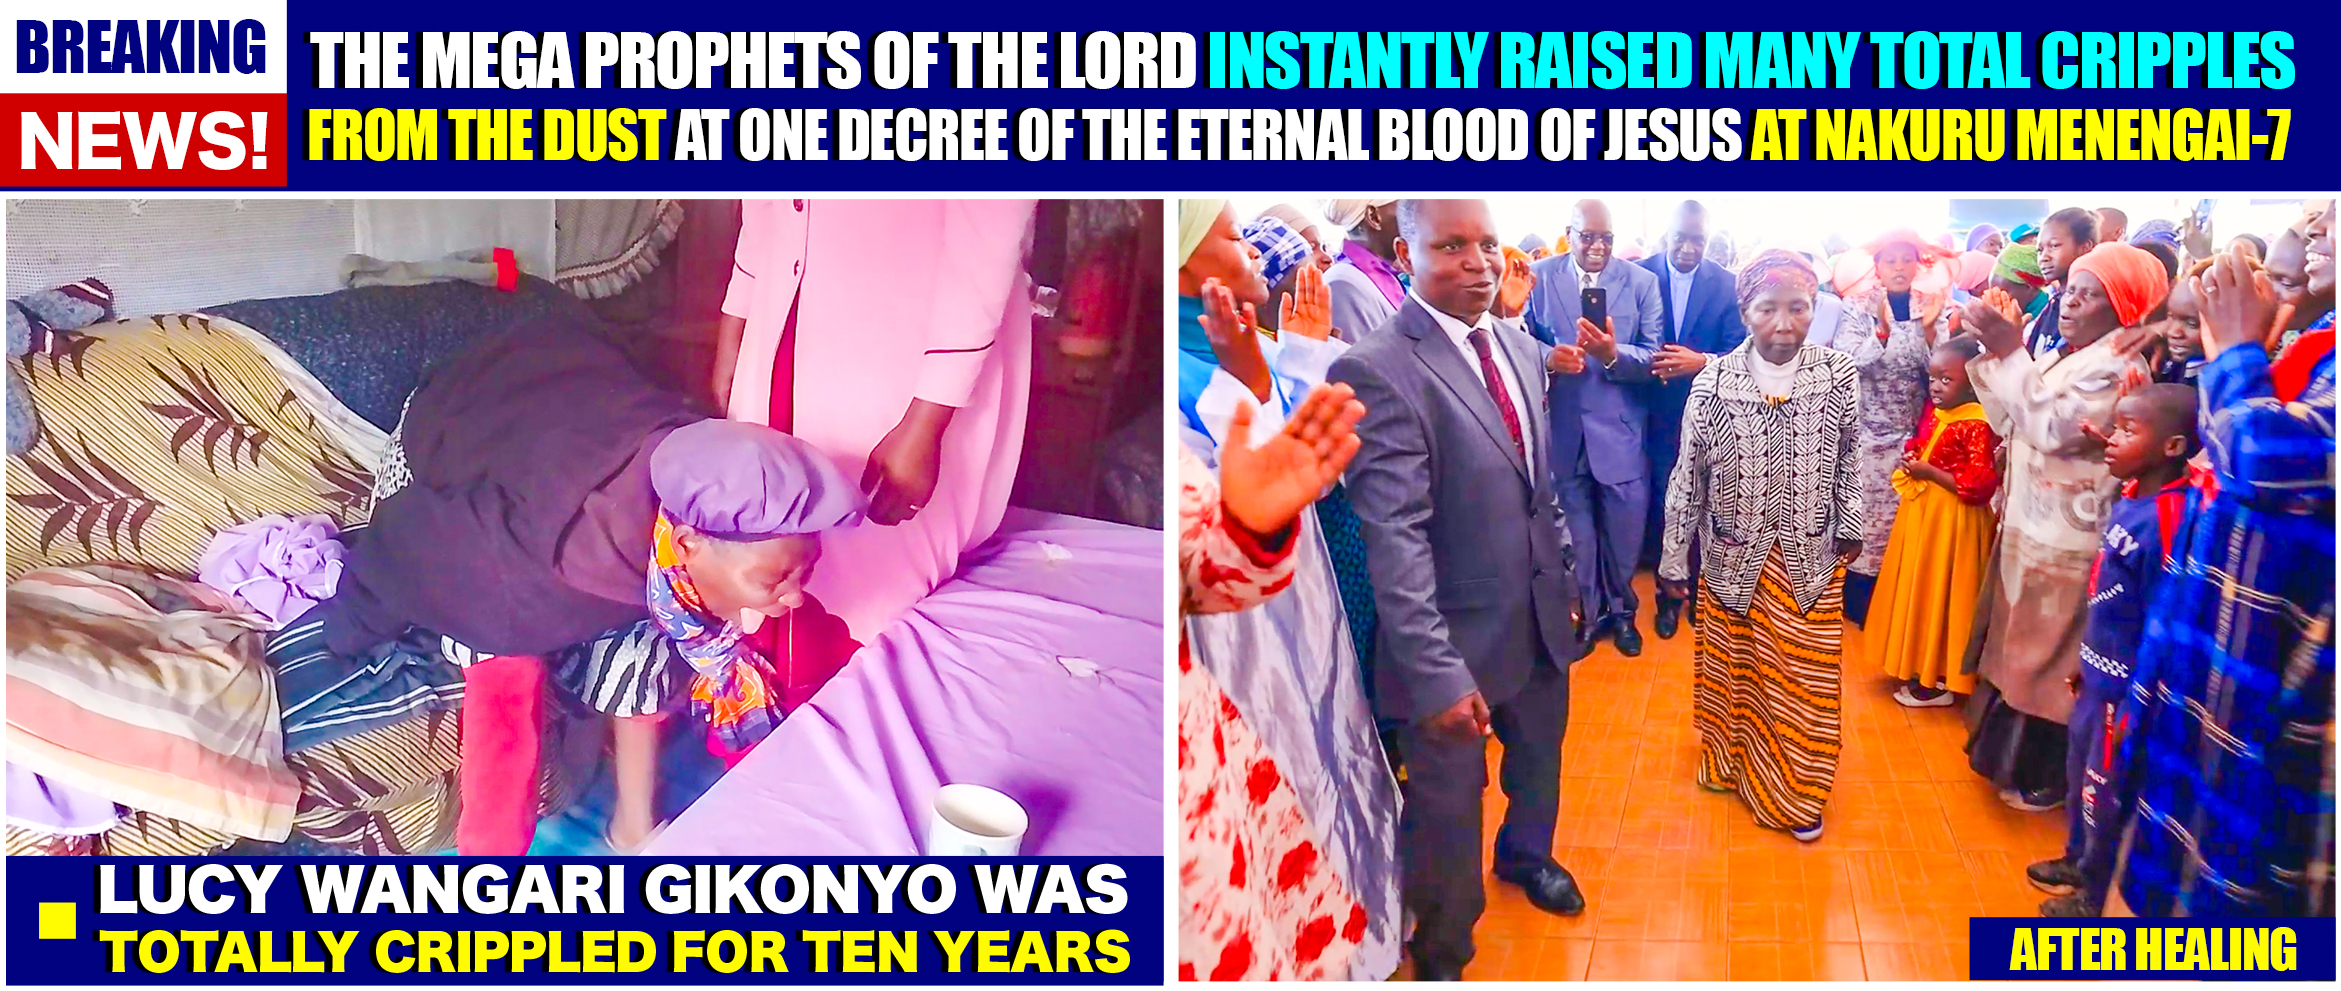 BREAKING
NEWS!
THE MEGA PROPHETS OF THE LORD INSTANTLY RAISED MANY TOTAL CRIPPLES
FROM THE DUST AT ONE DECREE OF THE ETERNAL BLOOD OF JESUS AT NAKURU MENENGAI-7
LUCY WANGARI GIKONYO WAS
TOTALLY CRIPPLED FOR TEN YEARS
AFTER HEALING